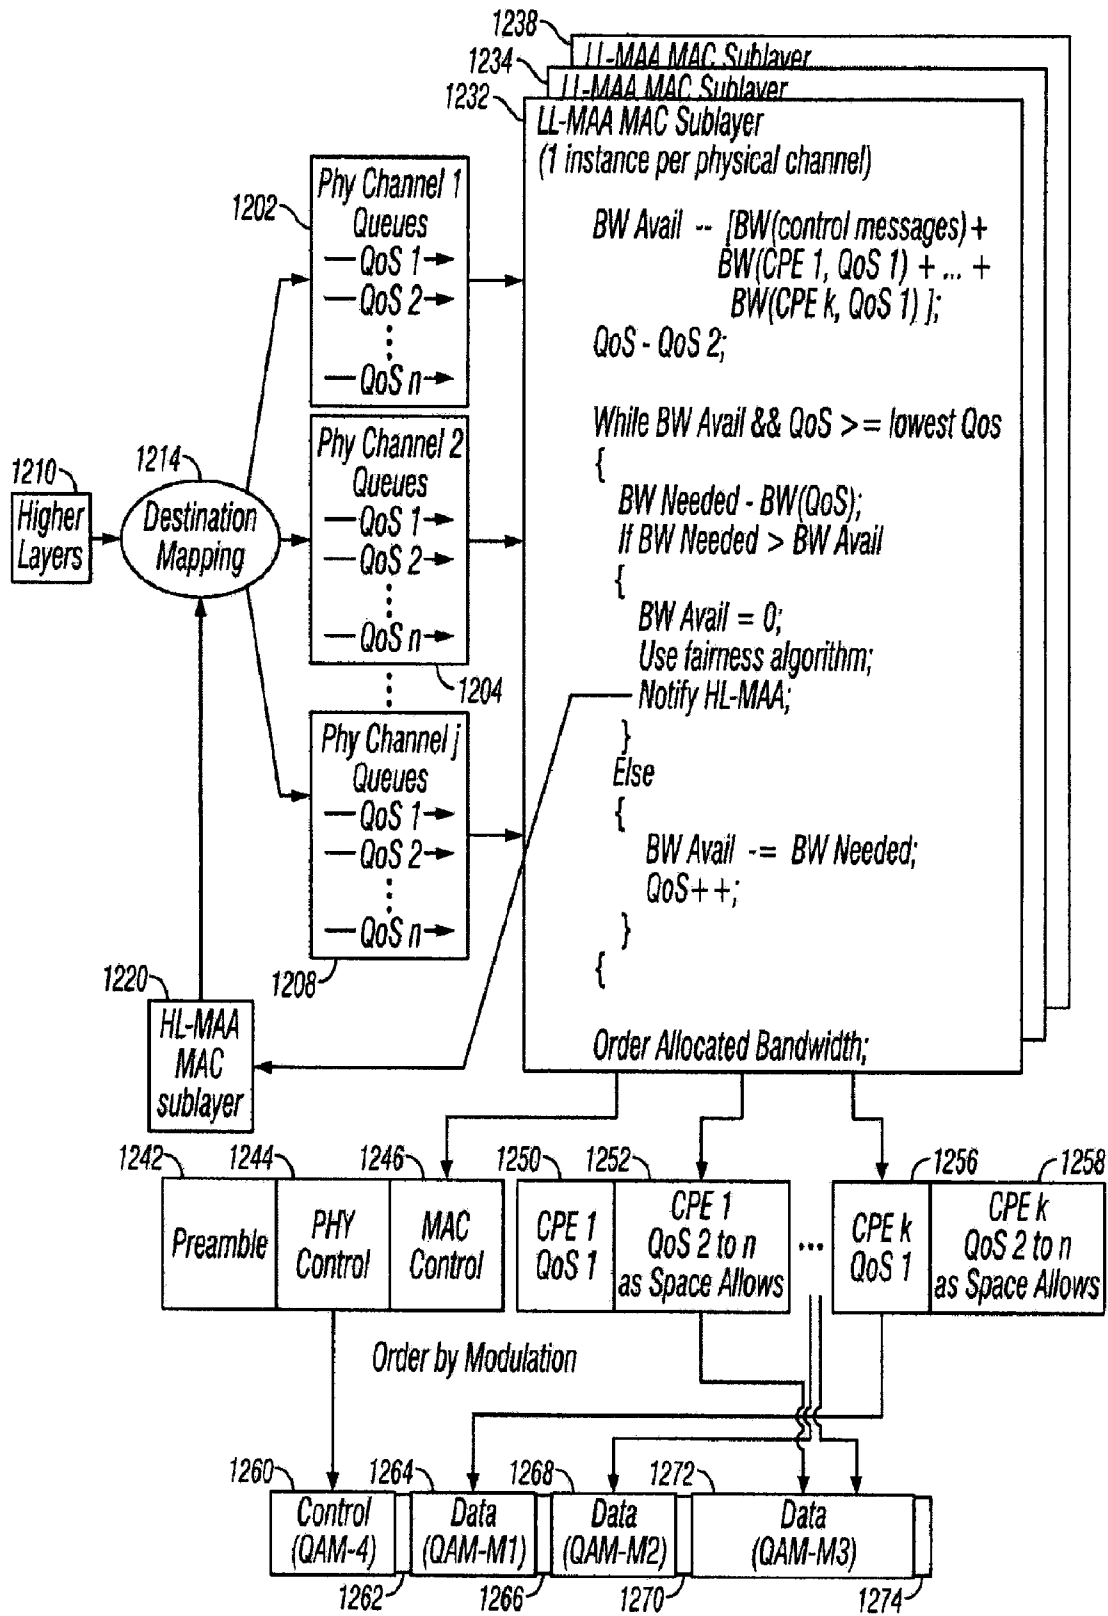 1238
LL-MAA MAC Sublayer
1234
LL-MAA MAC Sublayer
1232
LL-MAA MAC Sublayer
(1 instance per physical channel)
BW Avail -- [BW(control messages) +
BW(CPE 1, QoS 1) + ... +
BW(CPE k, QoS 1) ];
QoS - QoS 2;
While BW Avail && QoS >= lowest Qos
{
BW Needed - BW(QoS);
If BW Needed > BW Avail
{
BW Avail = 0;
Use fairness algorithm;
Notify HL-MAA;
}
Else
{
BW Avail -= BW Needed;
QoS++;
}
{
Order Allocated Bandwidth;
1202
Phy Channel 1
Queues
QoS 1
QoS 2
QoS n
Phy Channel 2
Queues
QoS 1
QoS 2
QoS n
1204
Phy Channel j
Queues
QoS 1
QoS 2
QoS n
1208
1210
Higher
Layers
1214
Destination
Mapping
1220
HL-MAA
MAC
sublayer
1242
Preamble
1244
PHY
Control
1246
MAC
Control
1250
CPE 1
QoS 1
1252
CPE 1
QoS 2 to n
as Space Allows
...
1256
CPE k
QoS 1
1258
CPE k
QoS 2 to n
as Space Allows
Order by Modulation
1260
Control
(QAM-4)
1262
1264
Data
(QAM-M1)
1266
1268
Data
(QAM-M2)
1270
1272
Data
(QAM-M3)
1274